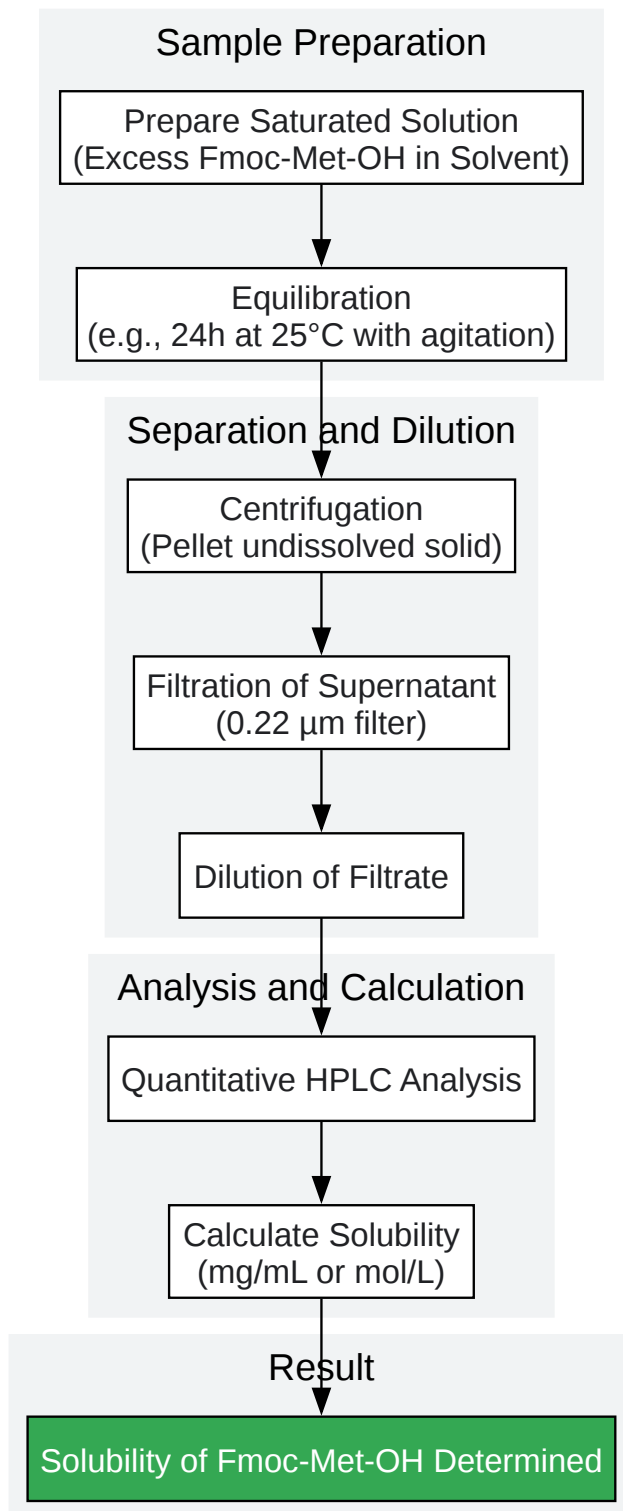 Sample Preparation
Prepare Saturated Solution
(Excess Fmoc-Met-OH in Solvent)
Equilibration
(e.g., 24h at 25°C with agitation)
Separation and Dilution
Centrifugation
(Pellet undissolved solid)
Filtration of Supernatant
(0.22 µm filter)
Dilution of Filtrate
Analysis and Calculation
Quantitative HPLC Analysis
Calculate Solubility
(mg/mL or mol/L)
Result
Solubility of Fmoc-Met-OH Determined